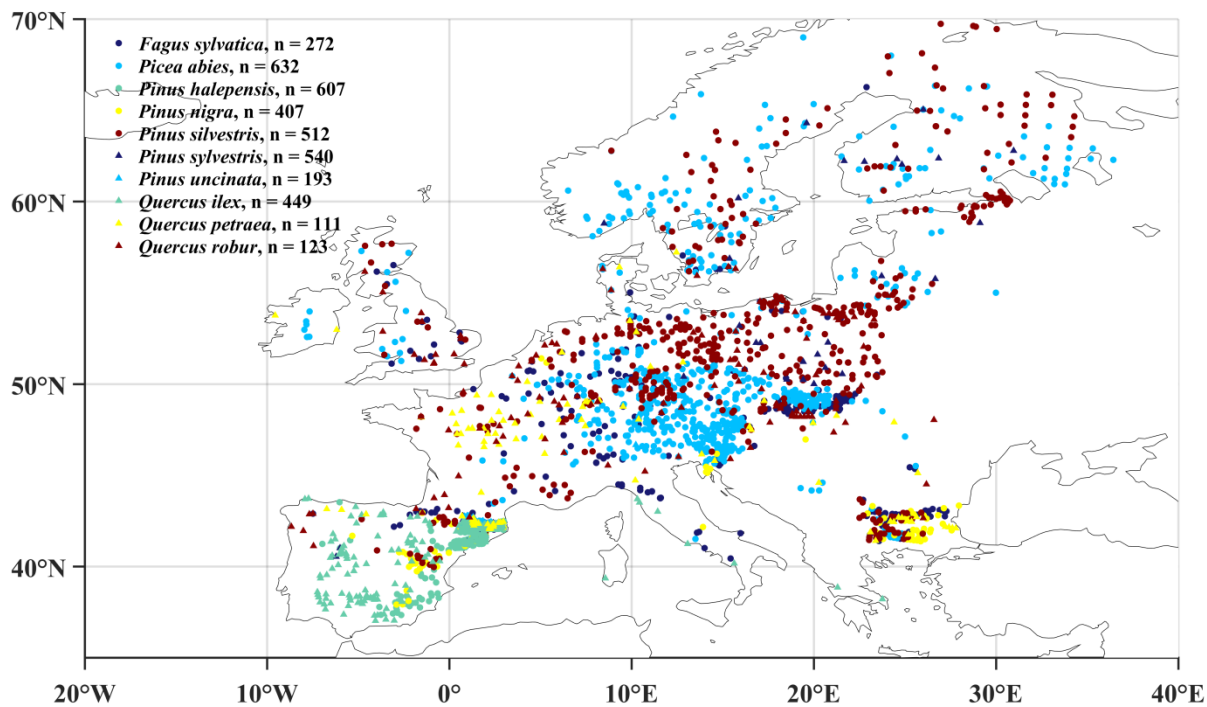 70°N
Fagus sylvatica, n = 272
Picea abies, n = 632
Pinus halepensis, n = 607
Pinus nigra, n = 407
Pinus silvestris, n = 512
Pinus sylvestris, n = 540
Pinus uncinata, n = 193
Quercus ilex, n = 449
Quercus petraea, n = 111
Quercus robur, n = 123
60°N
50°N
40°N
20°W 10°W 0° 10°E 20°E 30°E 40°E